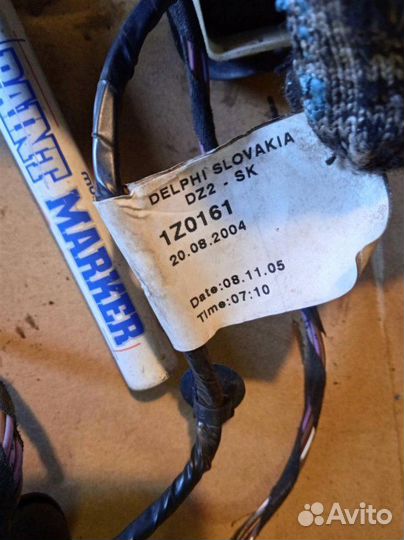 PAINT MARKER
DELPHI SLOVAKIA
DZ2 - SK
1Z0161
20.08.2004
Date:08.11.05
Time:07:10
Avito